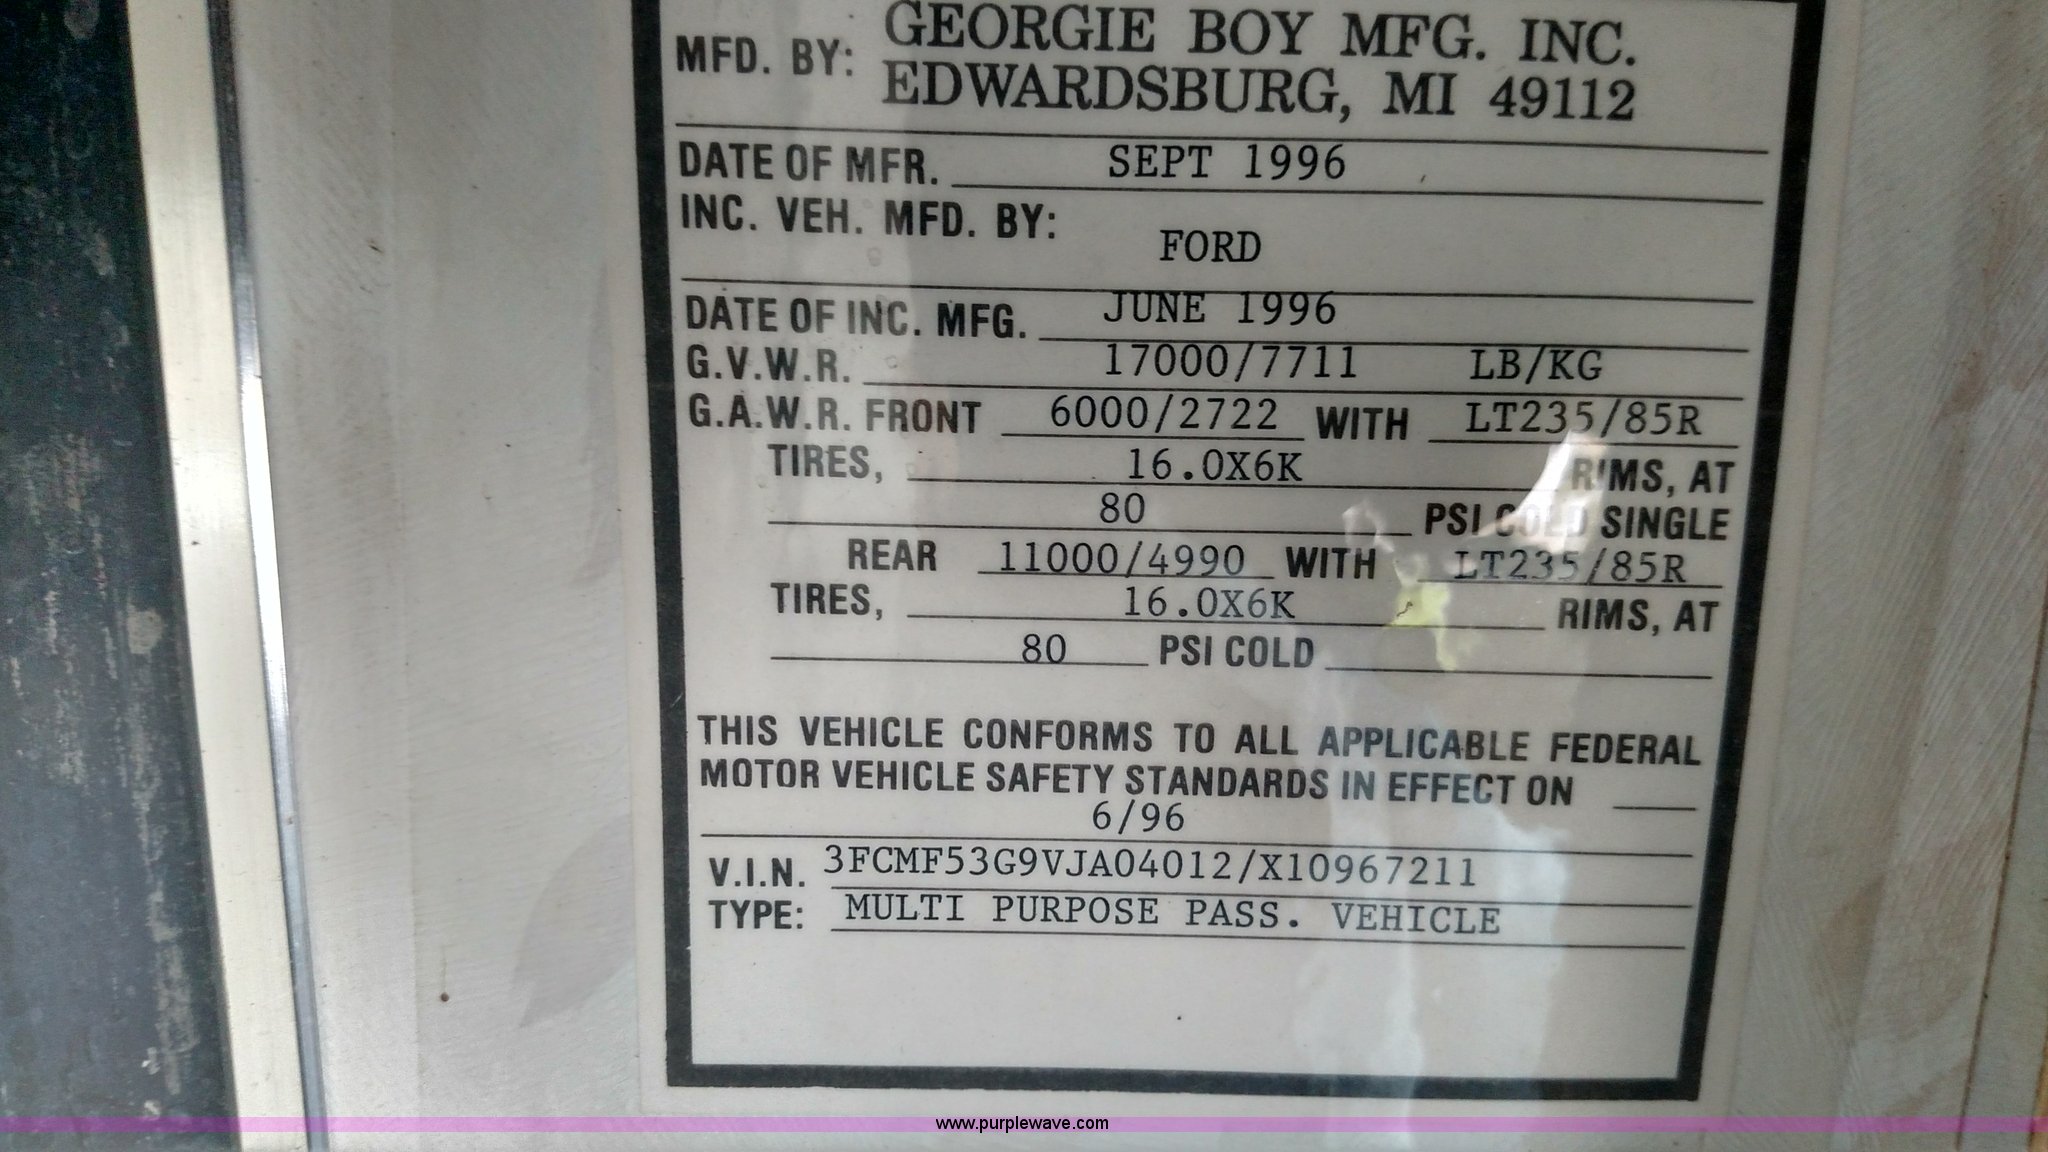 MFD. BY: GEORGIE BOY MFG. INC.
EDWARDSBURG, MI 49112
DATE OF MFR. SEPT 1996
INC. VEH. MFD. BY:
FORD
DATE OF INC. MFG. JUNE 1996
G.V.W.R. 17000/7711 LB/KG
G.A.W.R. FRONT 6000/2722 WITH LT235/85R
TIRES, 16.0X6K RIMS, AT
80 PSI COLD SINGLE
REAR 11000/4990 WITH LT235/85R
TIRES, 16.0X6K RIMS, AT
80 PSI COLD
THIS VEHICLE CONFORMS TO ALL APPLICABLE FEDERAL
MOTOR VEHICLE SAFETY STANDARDS IN EFFECT ON
6/96
V.I.N. 3FCMF53G9VJA04012/X10967211
TYPE: MULTI PURPOSE PASS. VEHICLE
www.purplewave.com